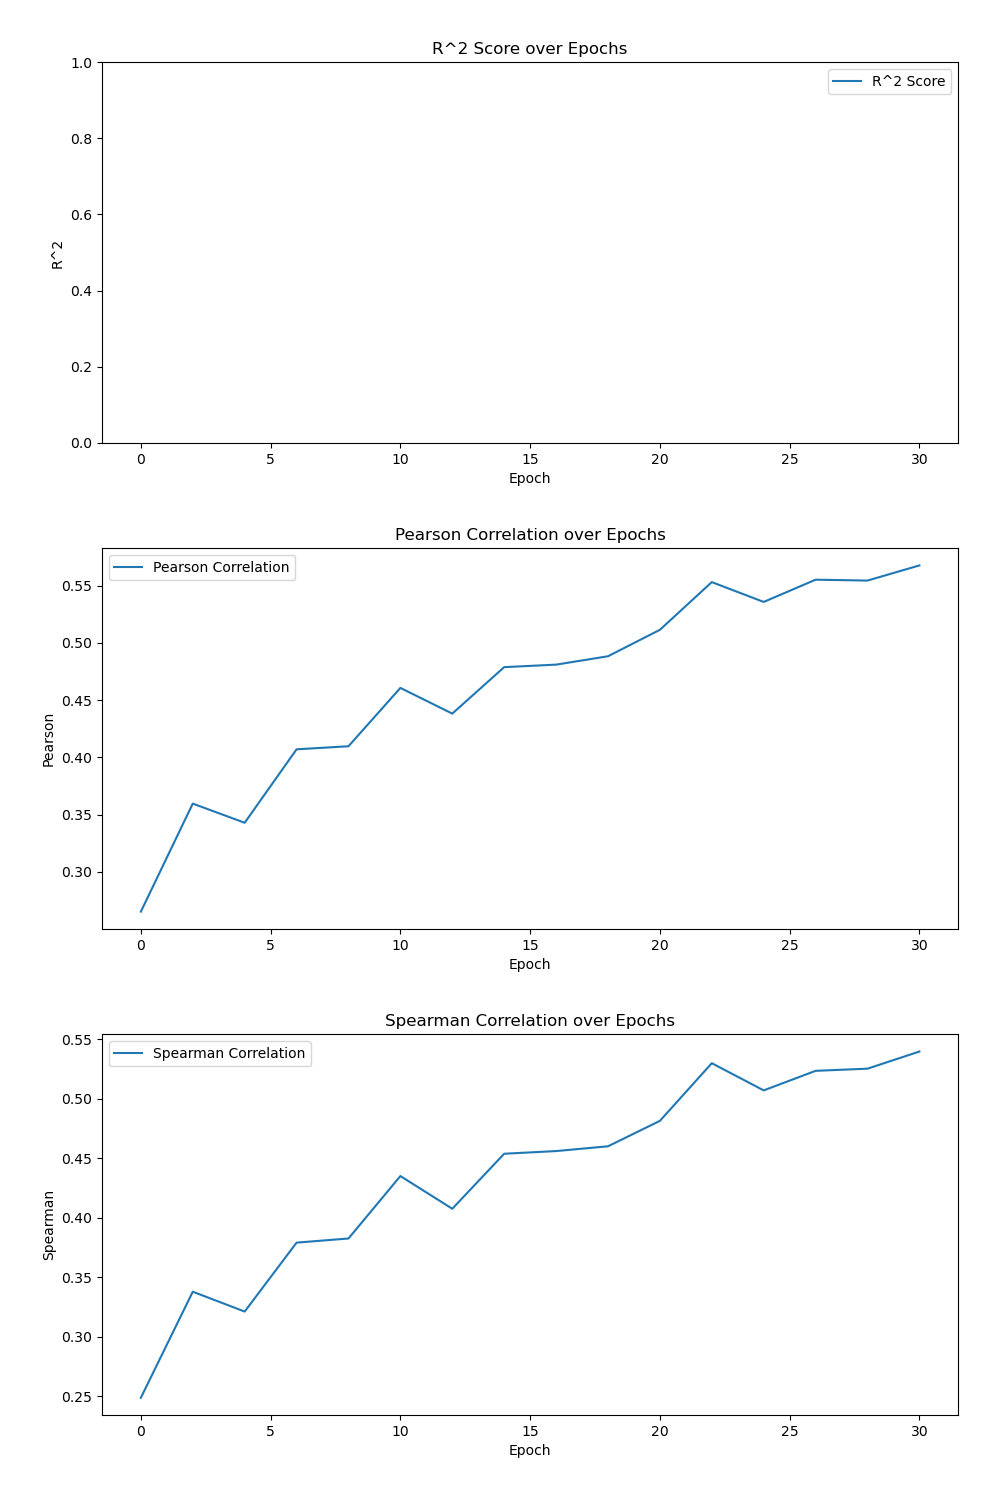 R^2 Score over Epochs
1.0
R^2 Score
0.8
0.6
R^2
0.4
0.2
0.0
0 5 10 15 20 25 30
Epoch
Pearson Correlation over Epochs
Pearson Correlation
0.55
0.50
0.45
Pearson
0.40
0.35
0.30
0 5 10 15 20 25 30
Epoch
Spearman Correlation over Epochs
0.55
Spearman Correlation
0.50
0.45
0.40
Spearman
0.35
0.30
0.25
0 5 10 15 20 25 30
Epoch